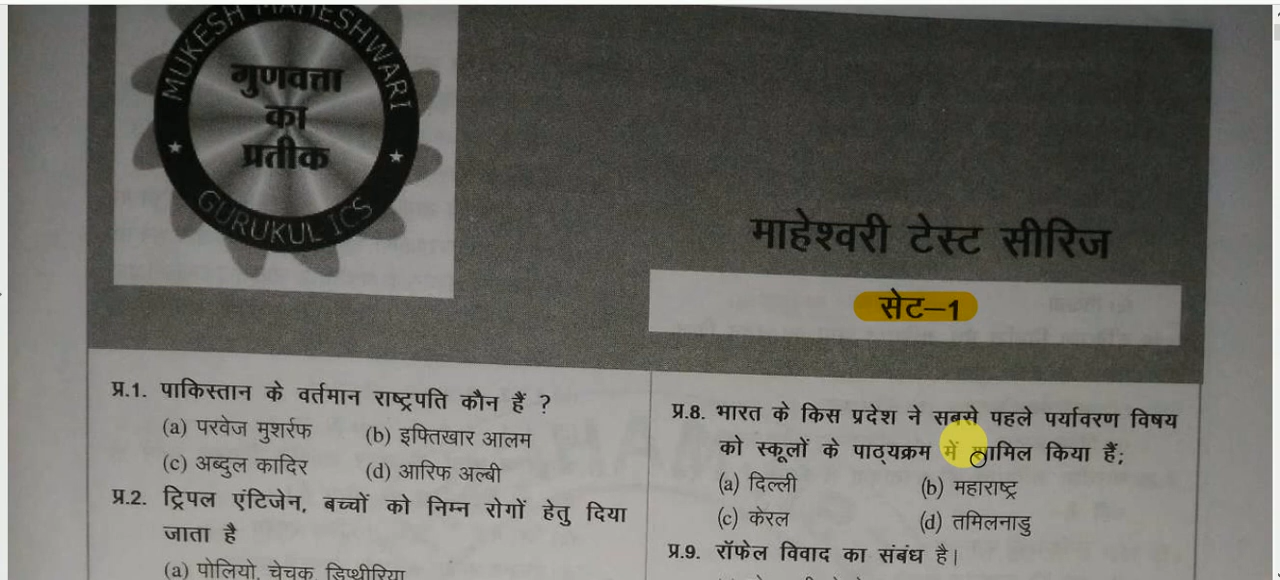 MUKESH MAHESHWARI
गुणवत्ता
का
प्रतीक
GURUKUL ICS
माहेश्वरी टेस्ट सीरिज
सेट–1
प्र.1. पाकिस्तान के वर्तमान राष्ट्रपति कौन हैं ?
(a) परवेज मुशर्रफ (b) इफ्तिखार आलम
(c) अब्दुल कादिर (d) आरिफ अल्बी
प्र.2. ट्रिपल एंटिजेन, बच्चों को निम्न रोगों हेतु दिया
जाता है
(a) पोलियो, चेचक डिप्थीरिया
प्र.8. भारत के किस प्रदेश ने सबसे पहले पर्यावरण विषय
को स्कूलों के पाठ्यक्रम में शामिल किया हैं;
(a) दिल्ली (b) महाराष्ट्र
(c) केरल (d) तमिलनाडु
प्र.9. रॉफेल विवाद का संबंध है।